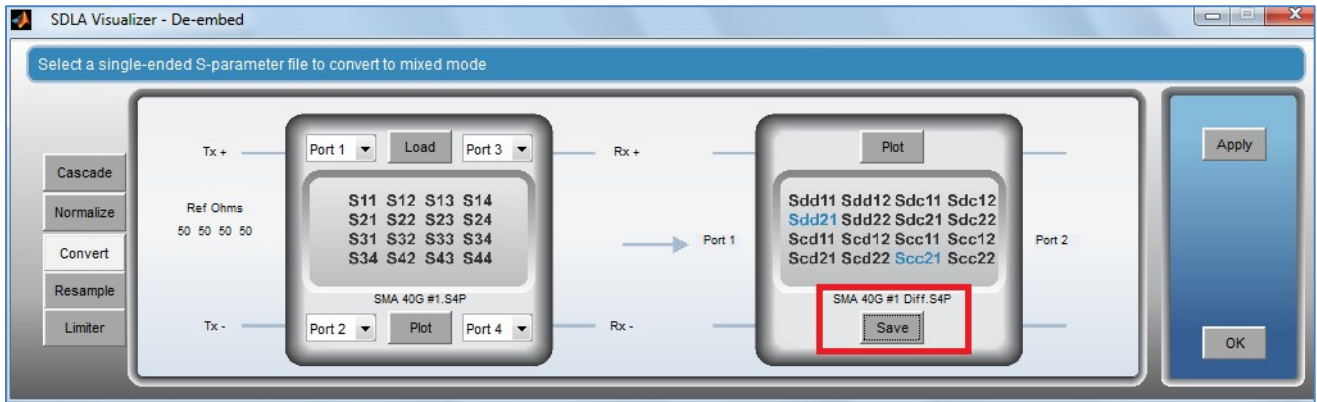 SDLA Visualizer - De-embed
Select a single-ended S-parameter file to convert to mixed mode
Cascade
Normalize
Convert
Resample
Limiter
Tx +
Ref Ohms
50 50 50 50
Tx -
Port 1
Load
Port 3
S11 S12 S13 S14
S21 S22 S23 S24
S31 S32 S33 S34
S34 S42 S43 S44
SMA 40G #1.S4P
Port 2
Plot
Port 4
Rx +
Rx -
Port 1
Plot
Sdd11 Sdd12 Sdc11 Sdc12
Sdd21 Sdd22 Sdc21 Sdc22
Scd11 Scd12 Scc11 Scc12
Scd21 Scd22 Scc21 Scc22
SMA 40G #1 Diff.S4P
Save
Port 2
Apply
OK